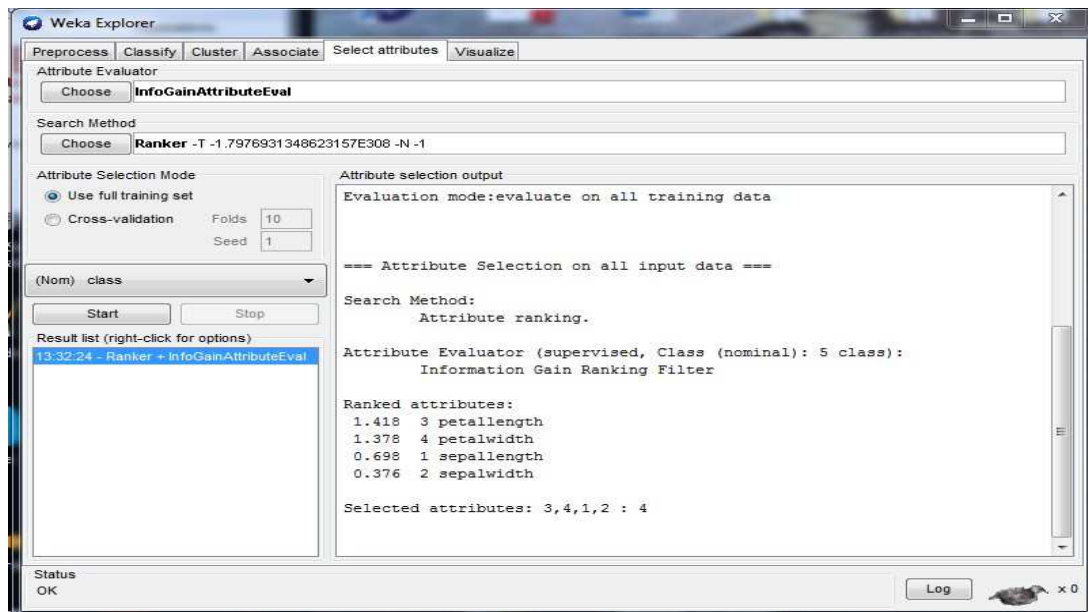 Weka Explorer
Preprocess Classify Cluster Associate Select attributes Visualize
Attribute Evaluator
Choose InfoGainAttributeEval
Search Method
Choose Ranker -T -1.7976931348623157E308 -N -1
Attribute Selection Mode
Use full training set
Cross-validation Folds 10
Seed 1
(Nom) class
Start Stop
Result list (right-click for options)
13:32:24 - Ranker + InfoGainAttributeEval
Attribute selection output
Evaluation mode:evaluate on all training data
=== Attribute Selection on all input data ===
Search Method:
Attribute ranking.
Attribute Evaluator (supervised, Class (nominal): 5 class):
Information Gain Ranking Filter
Ranked attributes:
1.418 3 petallength
1.378 4 petalwidth
0.698 1 sepallength
0.376 2 sepalwidth
Selected attributes: 3,4,1,2 : 4
Status
OK
Log x 0